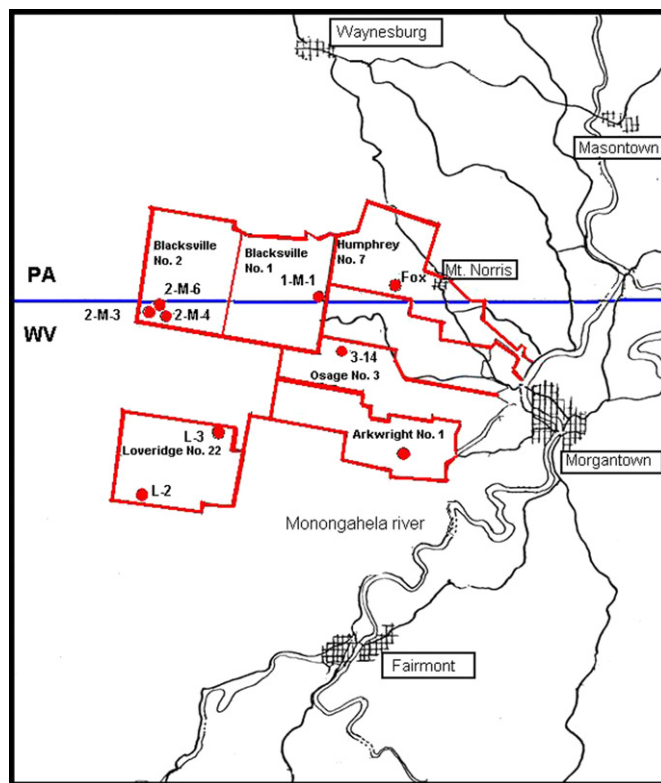 Waynesburg
Masontown
Blacksville
No. 2
Blacksville
No. 1
Humphrey
No. 7
1-M-1
Fox
Mt. Norris
PA
2-M-6
2-M-3
2-M-4
WV
3-14
Osage No. 3
Arkwright No. 1
L-3
Loveridge No. 22
L-2
Morgantown
Monongahela river
Fairmont